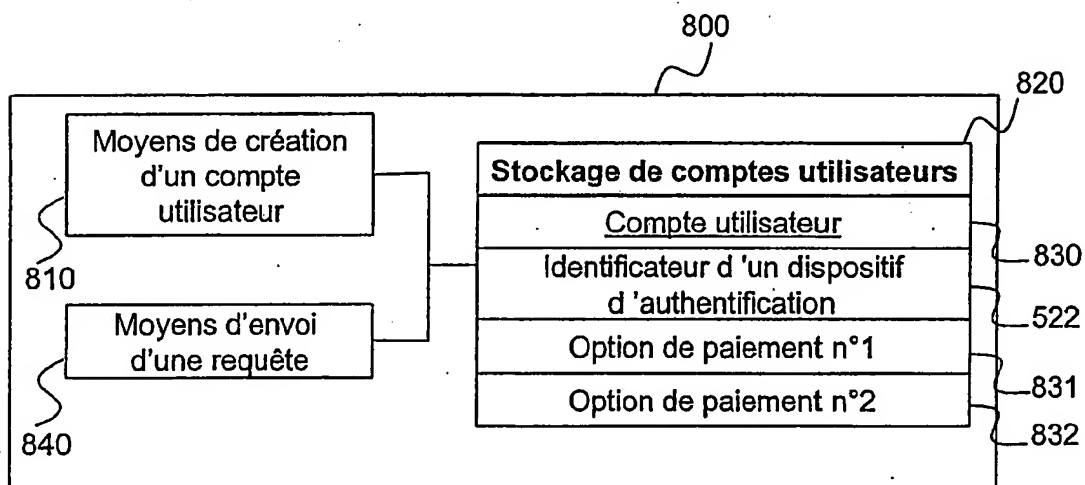 800
820
Moyens de création
d'un compte
utilisateur
810
Moyens d'envoi
d'une requête
840
Stockage de comptes utilisateurs
Compte utilisateur
830
Identificateur d 'un dispositif
d 'authentification
522
Option de paiement n°1
831
Option de paiement n°2
832